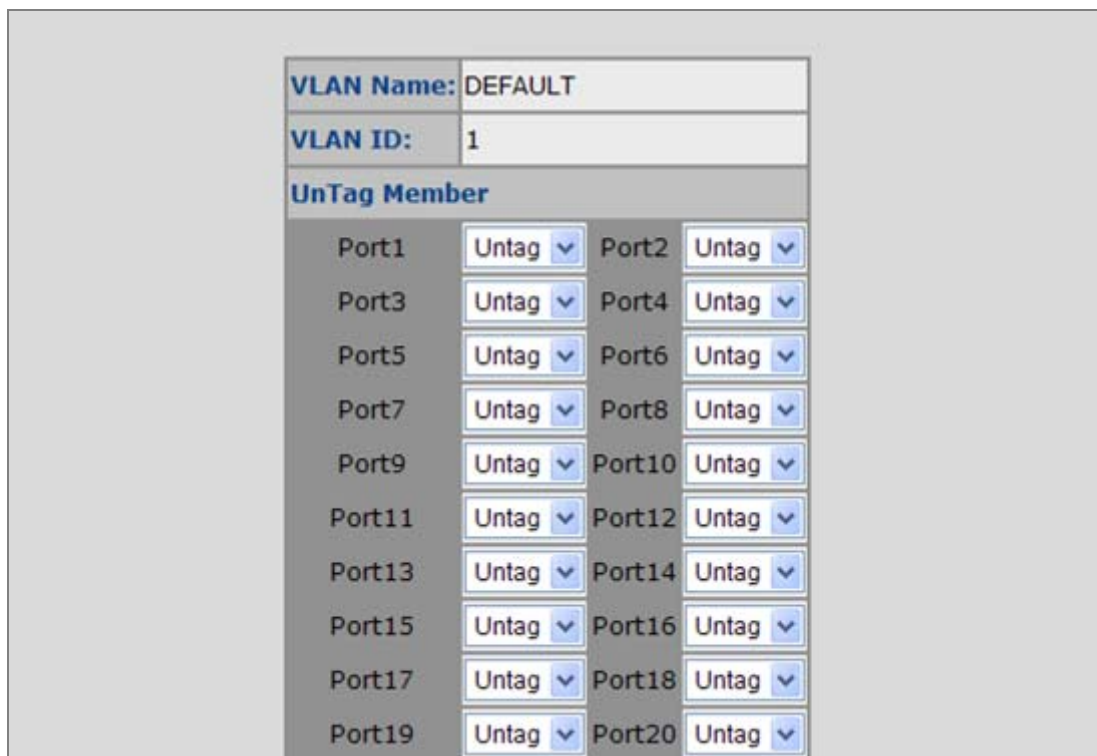 VLAN Name: DEFAULT
VLAN ID: 1
UnTag Member
Port1 Untag Port2 Untag
Port3 Untag Port4 Untag
Port5 Untag Port6 Untag
Port7 Untag Port8 Untag
Port9 Untag Port10 Untag
Port11 Untag Port12 Untag
Port13 Untag Port14 Untag
Port15 Untag Port16 Untag
Port17 Untag Port18 Untag
Port19 Untag Port20 Untag